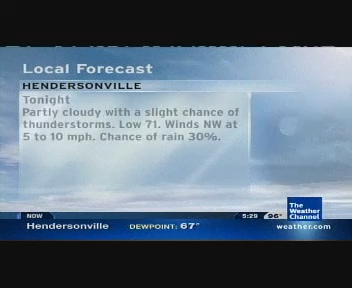 Local Forecast
HENDERSONVILLE
Tonight
Partly cloudy with a slight chance of
thunderstorms. Low 71. Winds NW at
5 to 10 mph. Chance of rain 30%.
The
Weather
Channel
NOW
5:29 96°
Hendersonville DEWPOINT: 67° weather.com